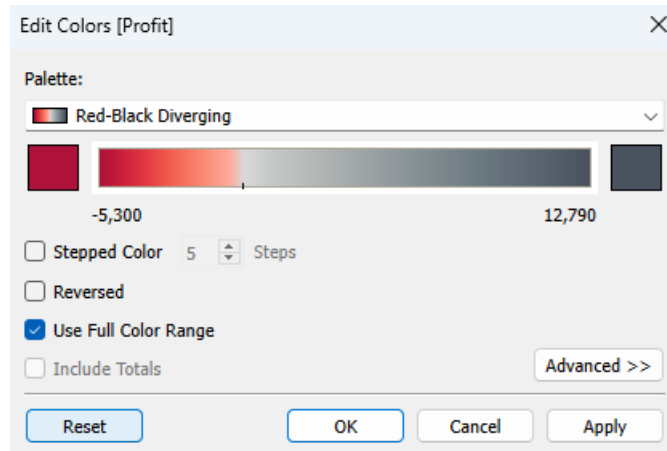 Edit Colors [Profit]
Palette:
Red-Black Diverging
-5,300 12,790
Stepped Color 5 Steps
Reversed
Use Full Color Range
Include Totals
Advanced >>
Reset OK Cancel Apply